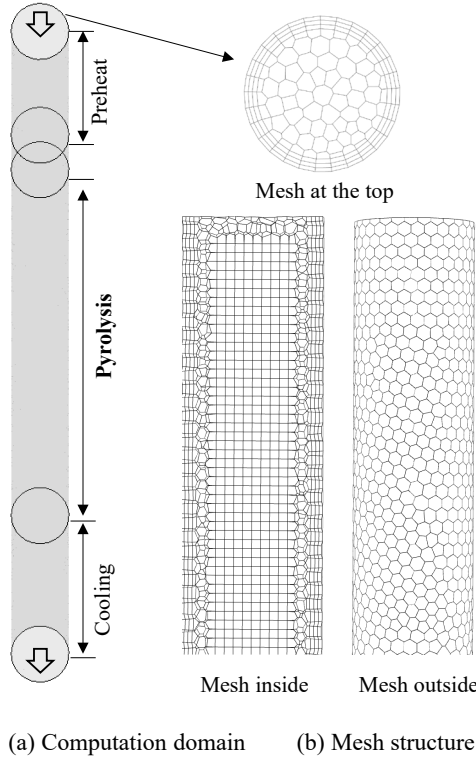 Preheat
Mesh at the top
Pyrolysis
Cooling
Mesh inside
Mesh outside
(a) Computation domain
(b) Mesh structure